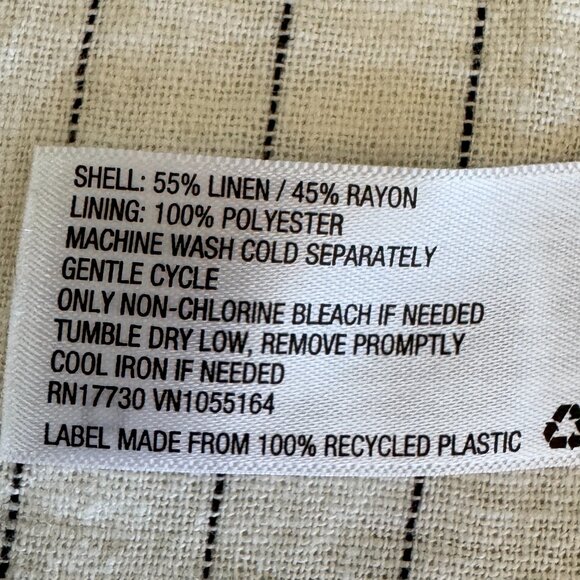 SHELL: 55% LINEN / 45% RAYON
LINING: 100% POLYESTER
MACHINE WASH COLD SEPARATELY
GENTLE CYCLE
ONLY NON-CHLORINE BLEACH IF NEEDED
TUMBLE DRY LOW, REMOVE PROMPTLY
COOL IRON IF NEEDED
RN17730 VN1055164
LABEL MADE FROM 100% RECYCLED PLASTIC